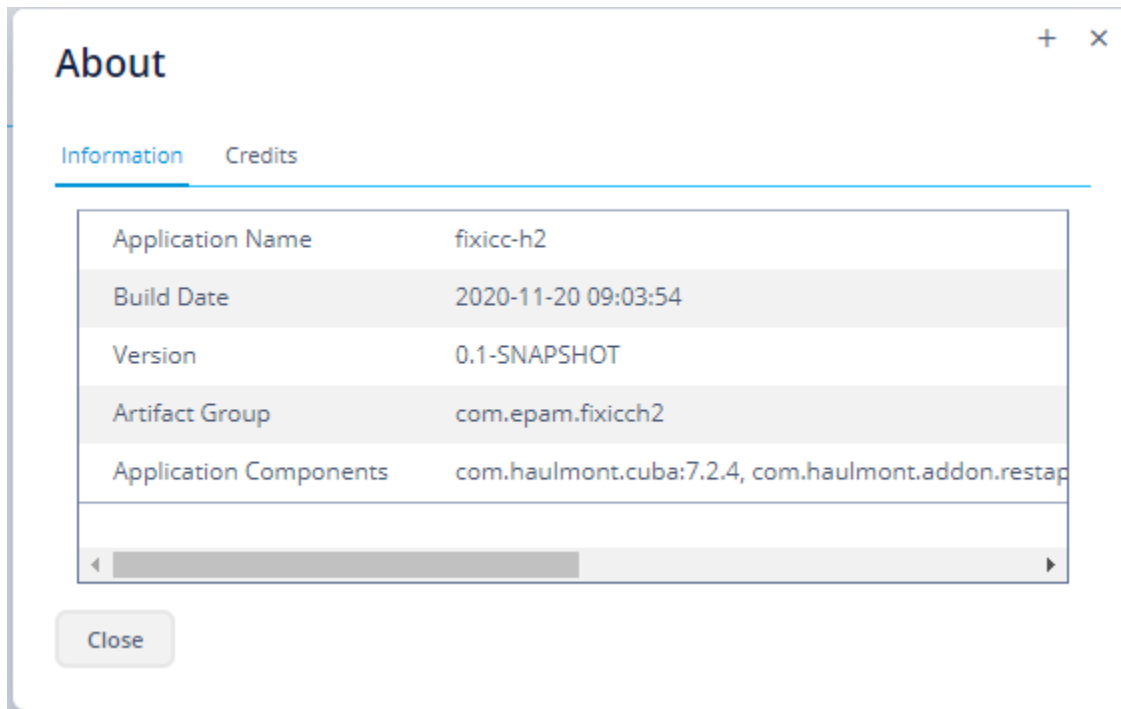 About
Information Credits
Application Name fixicc-h2
Build Date 2020-11-20 09:03:54
Version 0.1-SNAPSHOT
Artifact Group com.epam.fixicch2
Application Components com.haulmont.cuba:7.2.4, com.haulmont.addon.restap
Close